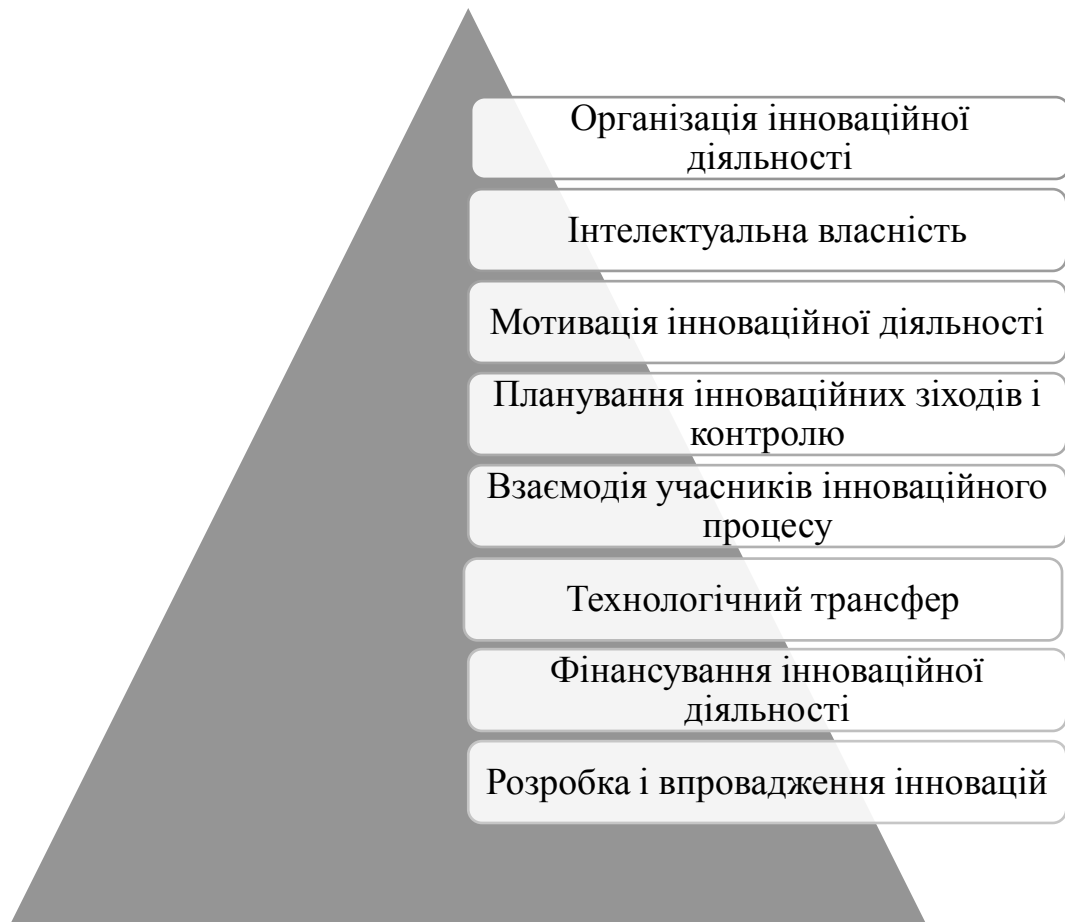 Організація інноваційної
діяльності
Інтелектуальна власність
Мотивація інноваційної діяльності
Планування інноваційних зіходів і
контролю
Взаємодія учасників інноваційного
процесу
Технологічний трансфер
Фінансування інноваційної
діяльності
Розробка і впровадження інновацій